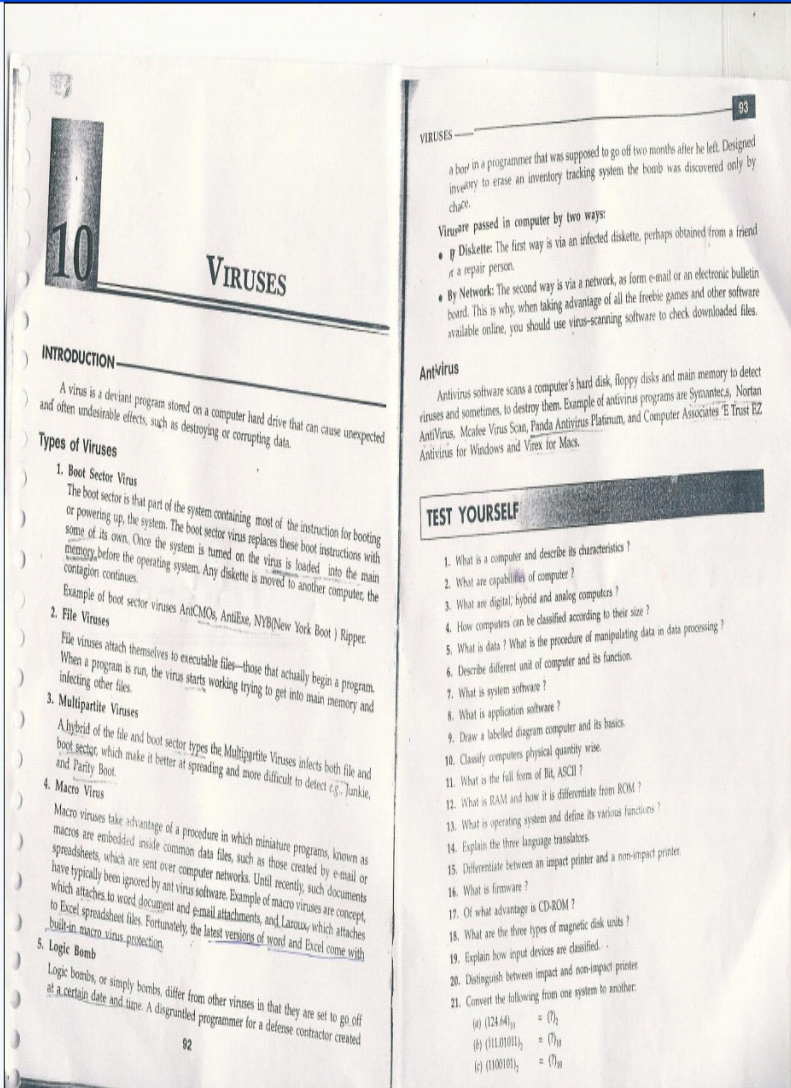 10
VIRUSES
INTRODUCTION
A virus is a deviant program stored on a computer hard drive that can cause unexpected
and often undesirable effects, such as destroying or corrupting data.
Types of Viruses
1. Boot Sector Virus
The boot sector is that part of the system containing most of the instruction for booting
or powering up, the system. The boot sector virus replaces these boot instructions with
some of its own. Once the system is turned on the virus is loaded into the main
memory before the operating system. Any diskette is moved to another computer, the
contagion continues.
Example of boot sector viruses AntCMOs, AntiExe, NYB(New York Boot ) Ripper.
2. File Viruses
File viruses attach themselves to executable files—those that actually begin a program.
When a program is run, the virus starts working trying to get into main memory and
infecting other files.
3. Multipartite Viruses
A hybrid of the file and boot sector types the Multipartite Viruses infects both file and
boot sector, which make it better at spreading and more difficult to detect e.g., Junkie,
and Parity Boot.
4. Macro Virus
Macro viruses take advantage of a procedure in which miniature programs, known as
macros are embedded inside common data files, such as those created by e-mail or
spreadsheets, which are sent over computer networks. Until recently, such documents
have typically been ignored by ant virus software. Example of macro viruses are concept,
which attaches to word document and e-mail attachments, and Laroux, which attaches
to Excel spreadsheet files. Fortunately, the latest versions of word and Excel come with
built-in macro virus protection.
5. Logic Bomb
Logic bombs, or simply bombs, differ from other viruses in that they are set to go off
at a certain date and time. A disgruntled programmer for a defense contractor created
92
VIRUSES
93
a in a programmer that was supposed to go off two months after he left. Designed
to erase an inventory tracking system the bomb was discovered only by
are passed in computer by two ways:
• Diskette: The first way is via an infected diskette, perhaps obtained from a friend
a repair person.
• By Network: The second way is via a network, as form e-mail or an electronic bulletin
board. This is why, when taking advantage of all the freebie games and other software
available online, you should use virus-scanning software to check downloaded files.
Antivirus
Antivirus software scans a computer's hard disk, floppy disks and main memory to detect
viruses and sometimes, to destroy them. Example of antivirus programs are Symantec,s, Nortan
AntiVirus, Mcafee Virus Scan, Panda Antivirus Platinum, and Computer Associates 'E Trust EZ
Antivirus for Windows and Virex for Macs.
TEST YOURSELF
1. What is a computer and describe its characteristics ?
2. What are capabilities of computer ?
3. What are digital, hybrid and analog computers ?
4. How computers can be classified according to their size ?
5. What is data ? What is the procedure of manipulating data in data processing ?
6. Describe different unit of computer and its function.
7. What is system software ?
8. What is application software ?
9. Draw a labelled diagram computer and its basics.
10. Classify computers physical quantity wise.
11. What is the full form of Bit, ASCII ?
12. What is RAM and how it is differentiate from ROM ?
13. What is operating system and define its various functions ?
14. Explain the three language translators.
15. Differentiate between an impact printer and a non-impact printer.
16. What is firmware ?
17. Of what advantage is CD-ROM ?
18. What are the three types of magnetic disk units ?
19. Explain how input devices are classified.
20. Distinguish between impact and non-impact printer.
21. Convert the following from one system to another:
(a) (124.64)₁₀ = (?)₂
(b) (111.01011)₂ = (?)₁₀
(c) (1100101)₂ = (?)₁₀